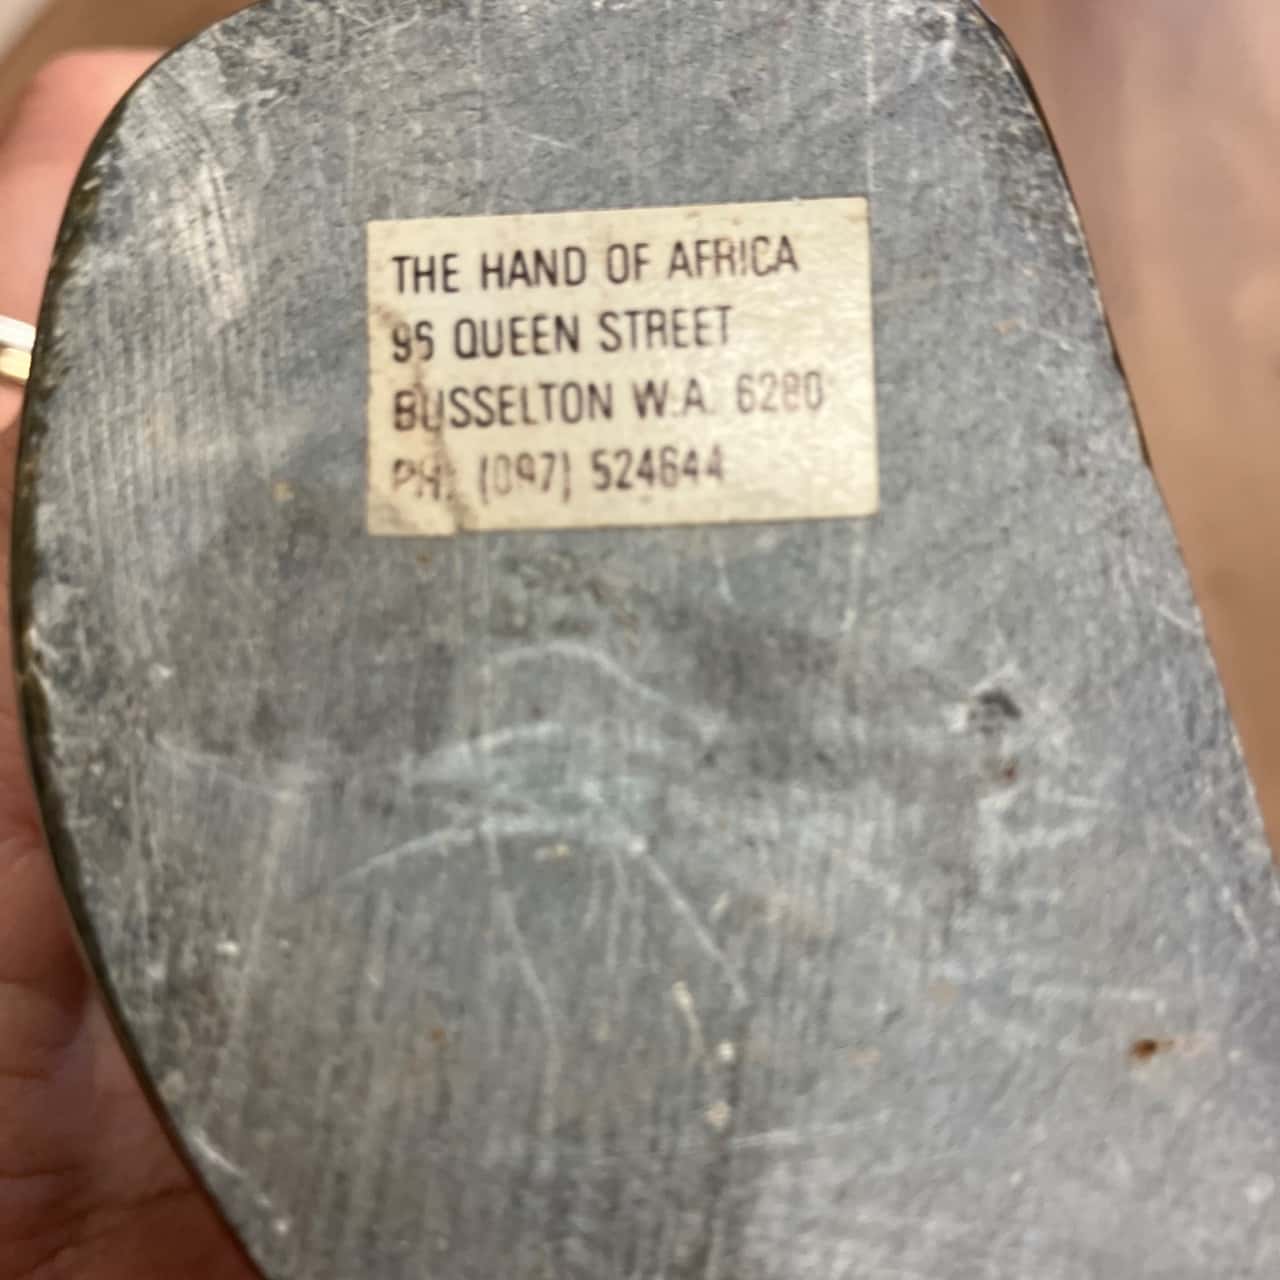 THE HAND OF AFRICA
95 QUEEN STREET
BUSSELTON W.A. 6280
PH: (097) 524644